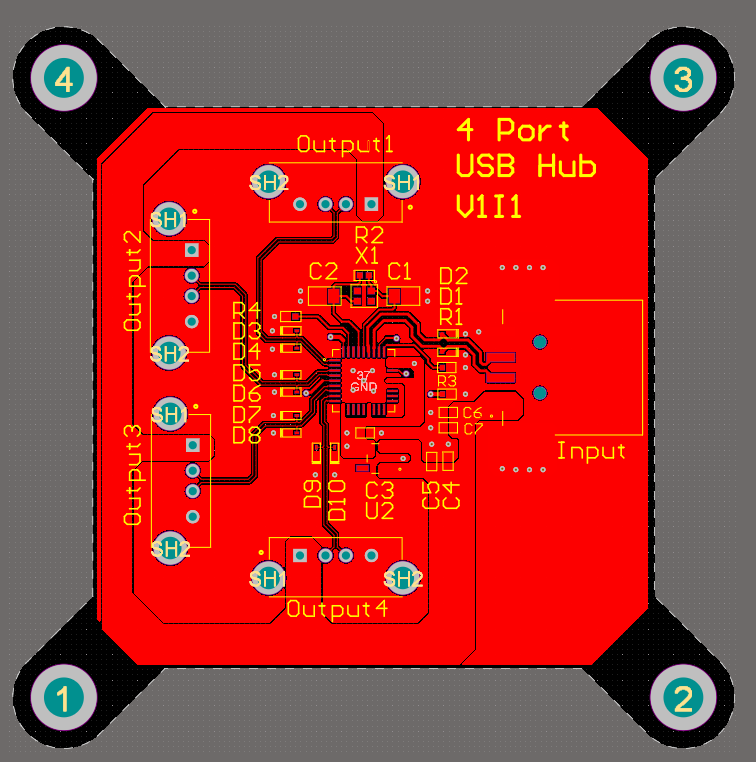 4
3
4 Port
USB Hub
V1I1
Output1
SH2
SH1
SH1
Output2
SH2
R2
X1
C2
C1
D2
D1
R1
R4
D3
D4
D5
D6
D7
D8
37
GND
R3
C6
C7
Input
SH1
Output3
SH2
D9
D10
C3
U2
C5
C4
SH1
SH2
Output4
1
2